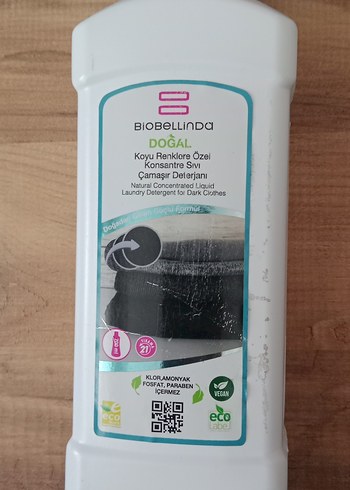 BIOBELLINDA
DOĞAL
Koyu Renklere Özel
Konsantre Sıvı
Çamaşır Deterjanı
Natural Concentrated Liquid
Laundry Detergent for Dark Clothes
KLOR,AMONYAK
FOSFAT, PARABEN
İÇERMEZ
VEGAN
eco
Label